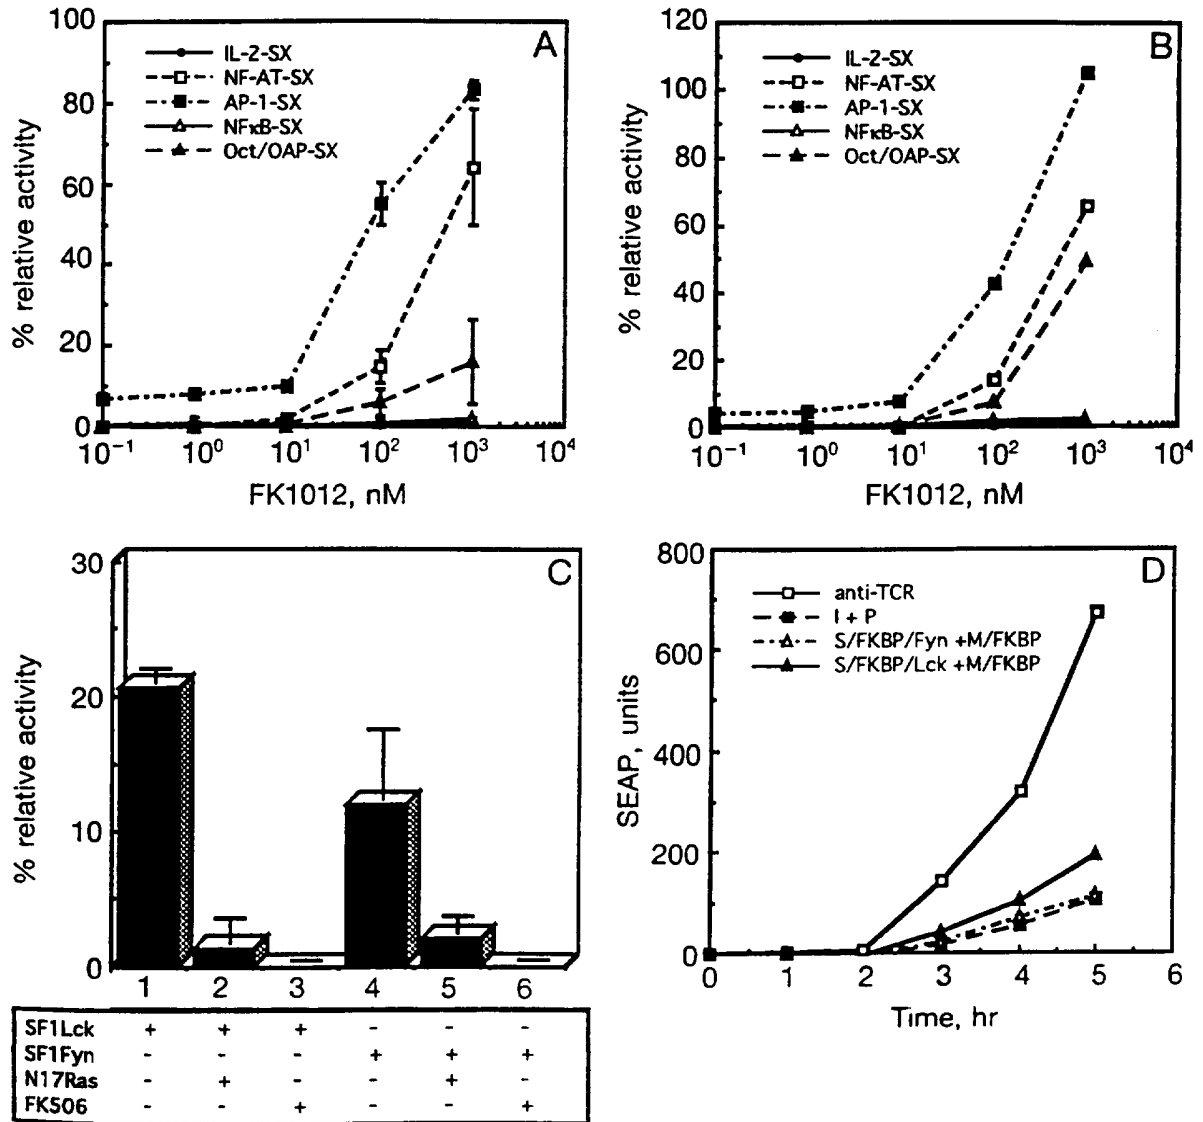 A
100
80
60
40
20
0
% relative activity
IL-2-SX
NF-AT-SX
AP-1-SX
NFκB-SX
Oct/OAP-SX
10⁻¹ 10⁰ 10¹ 10² 10³ 10⁴
FK1012, nM
B
120
100
80
60
40
20
0
% relative activity
IL-2-SX
NF-AT-SX
AP-1-SX
NFκB-SX
Oct/OAP-SX
10⁻¹ 10⁰ 10¹ 10² 10³ 10⁴
FK1012, nM
C
30
20
10
0
% relative activity
1 2 3 4 5 6
SF1Lck + + + - - -
SF1Fyn - - - + + +
N17Ras - + - - + -
FK506 - - + - - +
D
800
600
400
200
0
SEAP, units
anti-TCR
I + P
S/FKBP/Fyn +M/FKBP
S/FKBP/Lck +M/FKBP
0 1 2 3 4 5 6
Time, hr